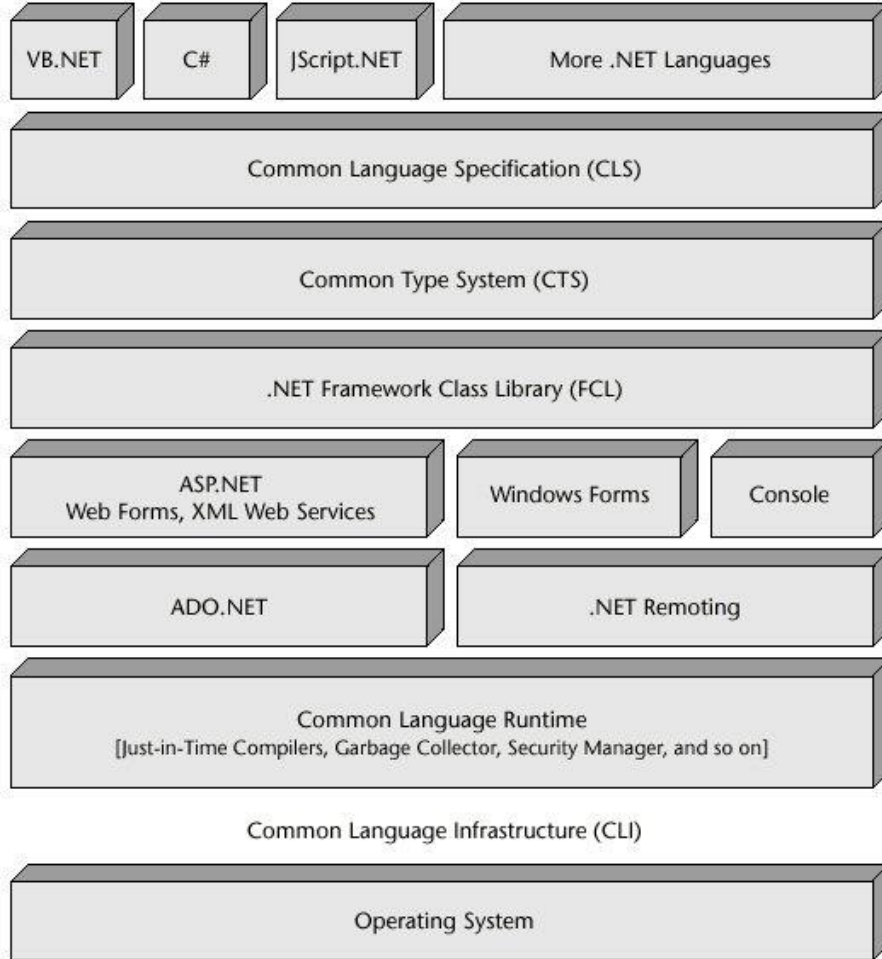 VB.NET
C#
JScript.NET
More .NET Languages
Common Language Specification (CLS)
Common Type System (CTS)
.NET Framework Class Library (FCL)
ASP.NET
Web Forms, XML Web Services
Windows Forms
Console
ADO.NET
.NET Remoting
Common Language Runtime
[Just-in-Time Compilers, Garbage Collector, Security Manager, and so on]
Common Language Infrastructure (CLI)
Operating System